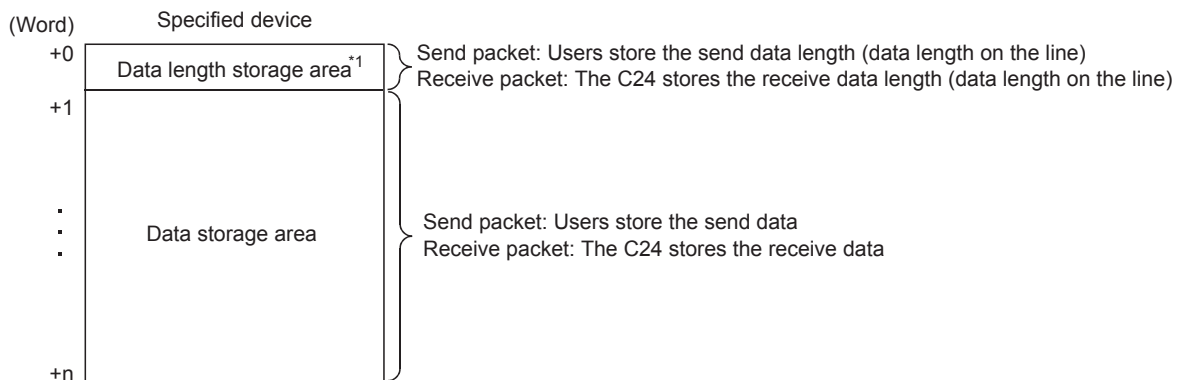 (Word) Specified device
+0 Data length storage area*1 Send packet: Users store the send data length (data length on the line)
Receive packet: The C24 stores the receive data length (data length on the line)
+1
Data storage area Send packet: Users store the send data
Receive packet: The C24 stores the receive data
+n